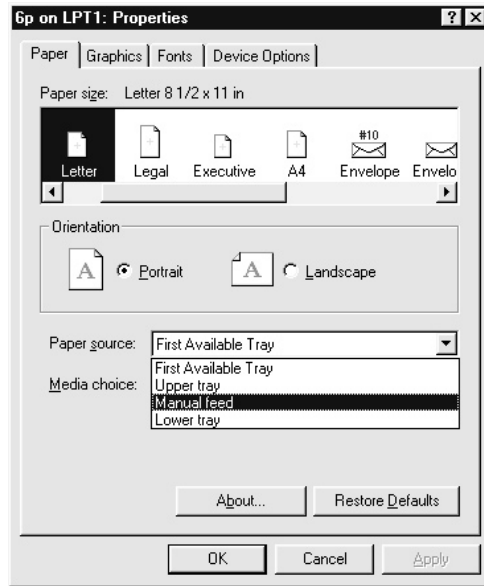 6p on LPT1: Properties
Paper Graphics Fonts Device Options
Paper size: Letter 8 1/2 x 11 in
#10
Letter Legal Executive A4 Envelope Envelo
Orientation
A Portrait A Landscape
Paper source: First Available Tray
First Available Tray
Media choice: Upper tray
Manual feed
Lower tray
About... Restore Defaults
OK Cancel Apply